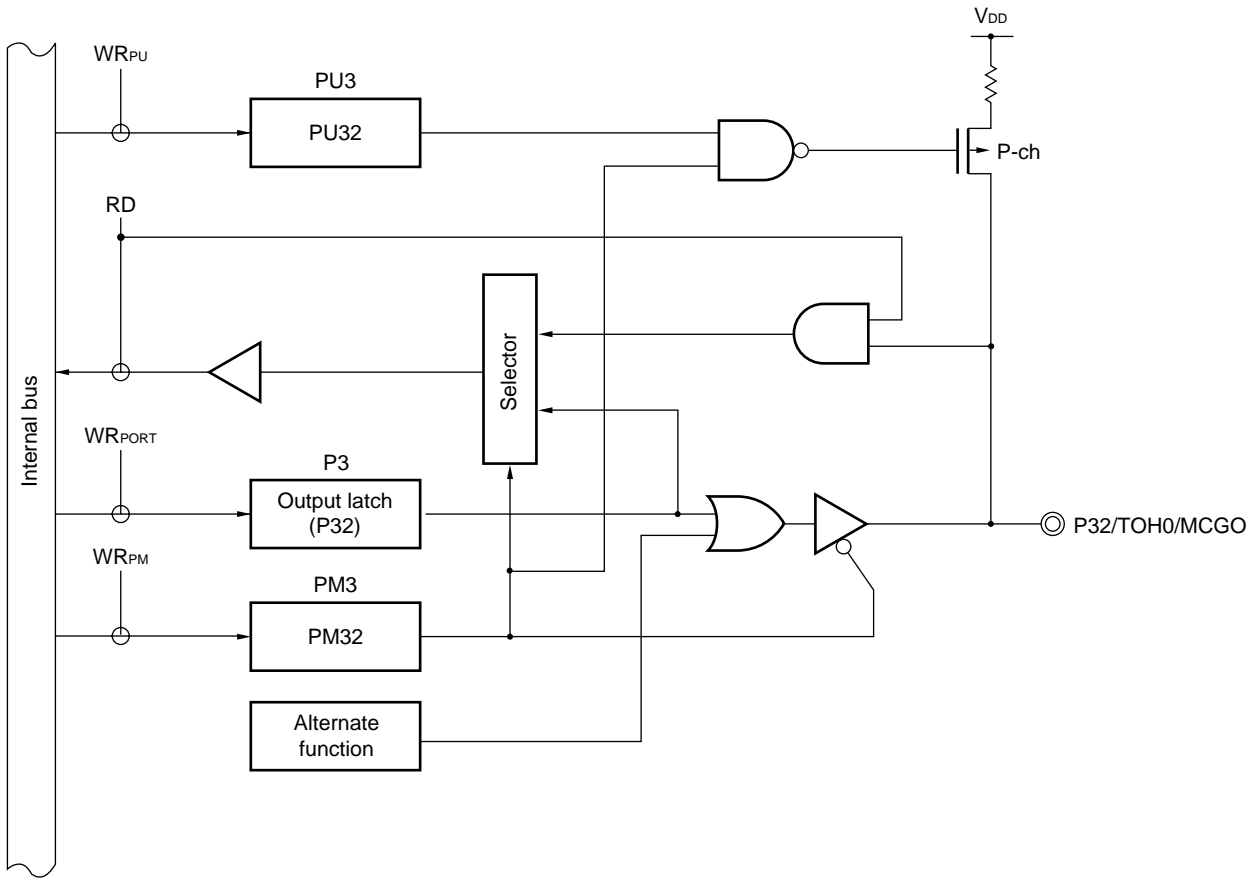 VDD
WRPU
PU3
PU32
P-ch
RD
Selector
Internal bus
WRPORT
P3
Output latch
(P32)
P32/TOH0/MCGO
WRPM
PM3
PM32
Alternate
function